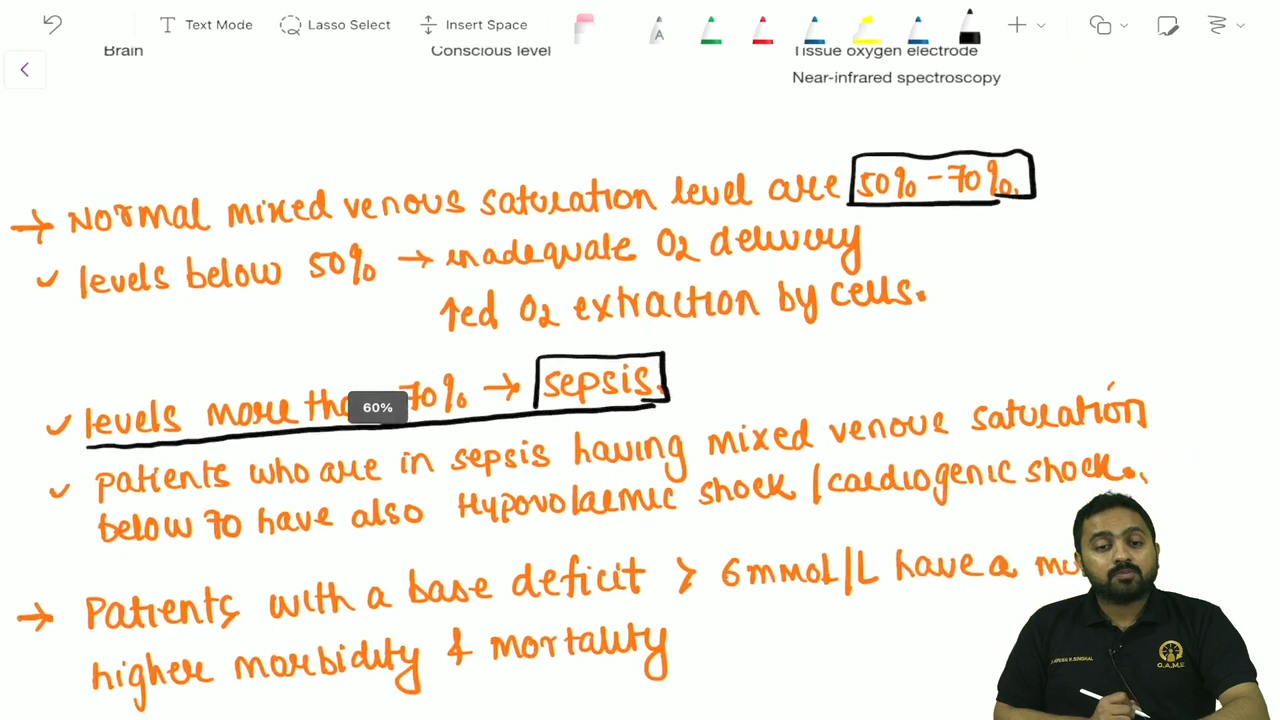 Text Mode
Lasso Select
Insert Space
A
Brain
Conscious level
Tissue oxygen electrode
Near-infrared spectroscopy
→ Normal mixed venous saturation level are 50% - 70%.
✓ levels below 50% → inadequate O2 delivery
↑ed O2 extraction by cells.
✓ levels more tha 70% → sepsis.
60%
✓ patients who are in sepsis having mixed venous saturation
below 70 have also Hypovolaemic shock / cardiogenic shock.
→ Patients with a base deficit > 6mmol/L have a
higher morbidity & mortality
G.A.M.E